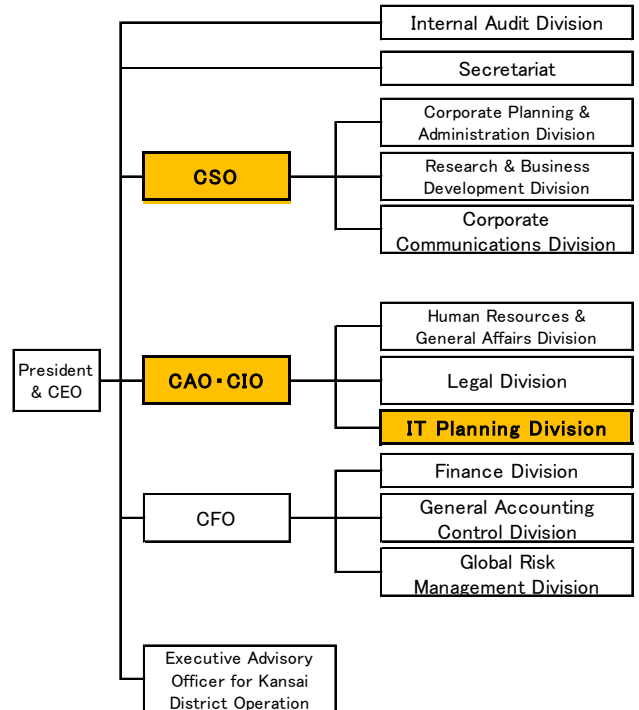 Internal Audit Division
Secretariat
Corporate Planning &
Administration Division
CSO
Research & Business
Development Division
Corporate
Communications Division
Human Resources &
General Affairs Division
President
& CEO
CAO・CIO
Legal Division
IT Planning Division
Finance Division
CFO
General Accounting
Control Division
Global Risk
Management Division
Executive Advisory
Officer for Kansai
District Operation